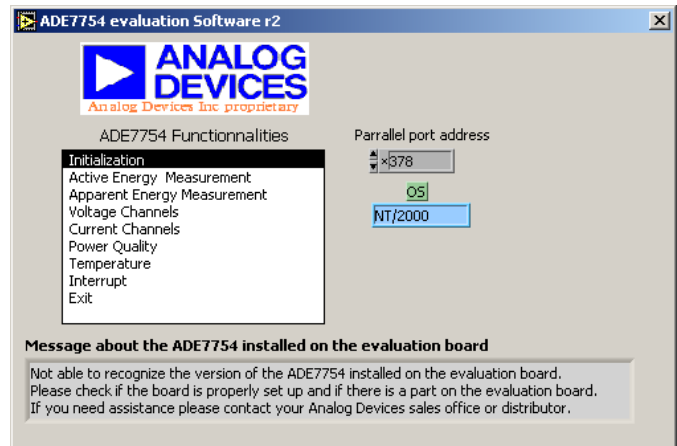 ADE7754 evaluation Software r2
ANALOG
DEVICES
Analog Devices Inc proprietary
ADE7754 Functionnalities
Initialization
Active Energy Measurement
Apparent Energy Measurement
Voltage Channels
Current Channels
Power Quality
Temperature
Interrupt
Exit
Parrallel port address
×378
OS
NT/2000
Message about the ADE7754 installed on the evaluation board
Not able to recognize the version of the ADE7754 installed on the evaluation board.
Please check if the board is properly set up and if there is a part on the evaluation board.
If you need assistance please contact your Analog Devices sales office or distributor.